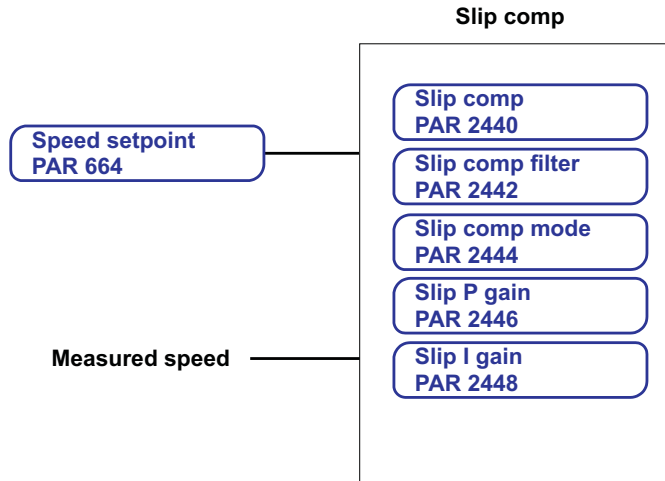 Slip comp
Slip comp
PAR 2440
Speed setpoint
PAR 664
Slip comp filter
PAR 2442
Slip comp mode
PAR 2444
Slip P gain
PAR 2446
Measured speed
Slip I gain
PAR 2448